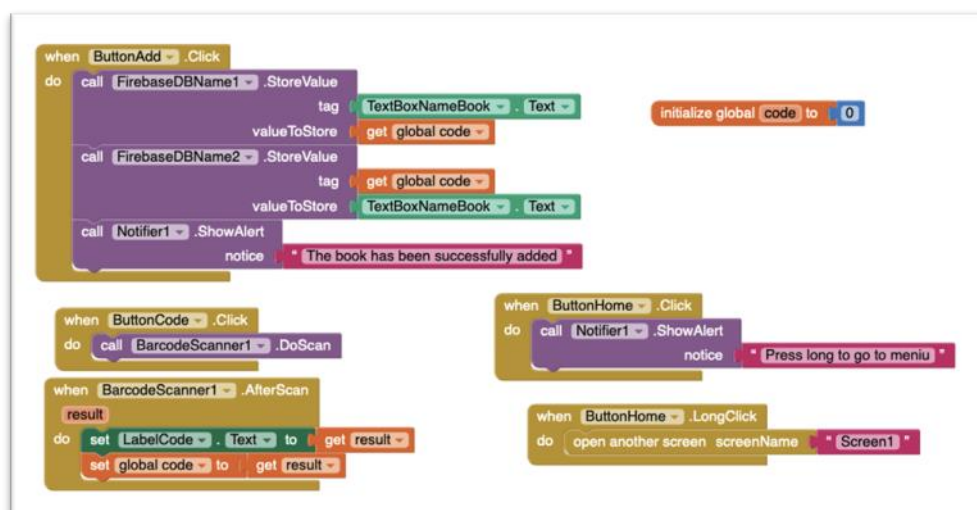 when ButtonAdd .Click
do call FirebaseDBName1 .StoreValue
tag TextBoxNameBook . Text
valueToStore get global code
call FirebaseDBName2 .StoreValue
tag get global code
valueToStore TextBoxNameBook . Text
call Notifier1 .ShowAlert
notice " The book has been successfully added "
initialize global code to 0
when ButtonCode .Click
do call BarcodeScanner1 .DoScan
when BarcodeScanner1 .AfterScan
result
do set LabelCode . Text to get result
set global code to get result
when ButtonHome .Click
do call Notifier1 .ShowAlert
notice " Press long to go to meniu "
when ButtonHome .LongClick
do open another screen screenName " Screen1 "